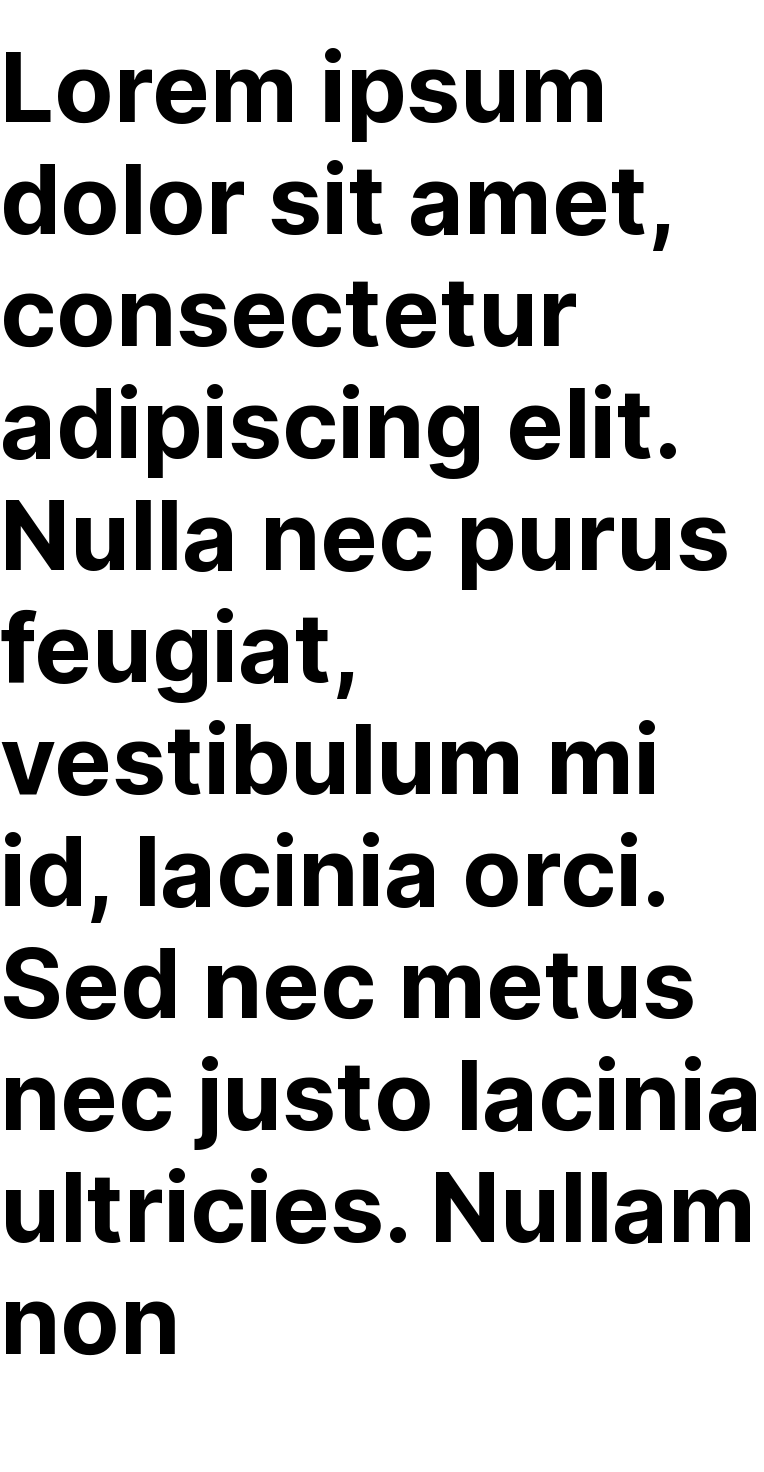 Lorem ipsum
dolor sit amet,
consectetur
adipiscing elit.
Nulla nec purus
feugiat,
vestibulum mi
id, lacinia orci.
Sed nec metus
nec justo lacinia
ultricies. Nullam
non